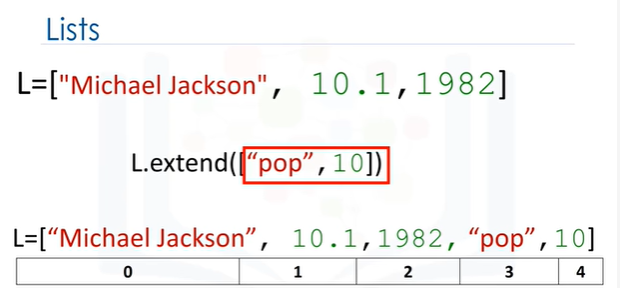 Lists
L=["Michael Jackson", 10.1,1982]
L.extend([“pop”,10])
L=[“Michael Jackson”, 10.1,1982, “pop”,10]
0 1 2 3 4